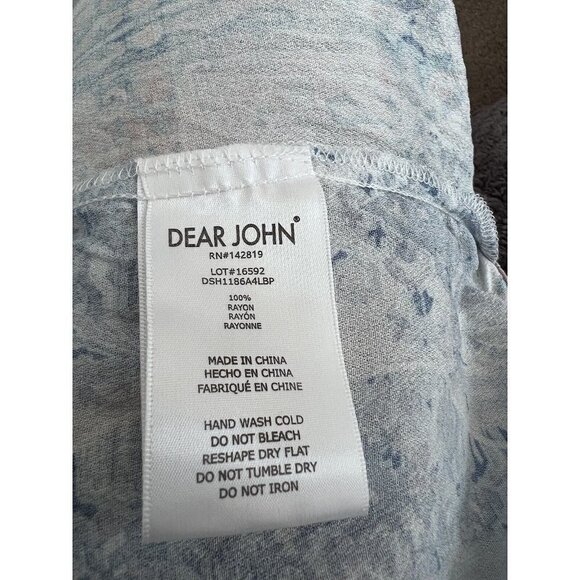 DEAR JOHN®
RN#142819
LOT#16592
DSH1186A4LBP
100%
RAYON
RAYÓN
RAYONNE
MADE IN CHINA
HECHO EN CHINA
FABRIQUÉ EN CHINE
HAND WASH COLD
DO NOT BLEACH
RESHAPE DRY FLAT
DO NOT TUMBLE DRY
DO NOT IRON